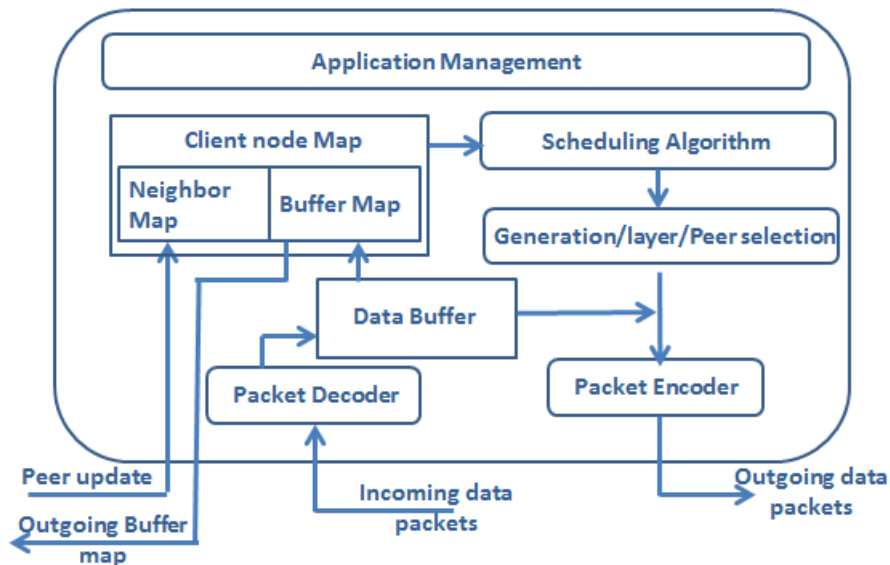 Application Management
Client node Map
Scheduling Algorithm
Neighbor
Map
Buffer Map
Generation/layer/Peer selection
Data Buffer
Packet Decoder
Packet Encoder
Peer update
Incoming data
packets
Outgoing data
packets
Outgoing Buffer
map